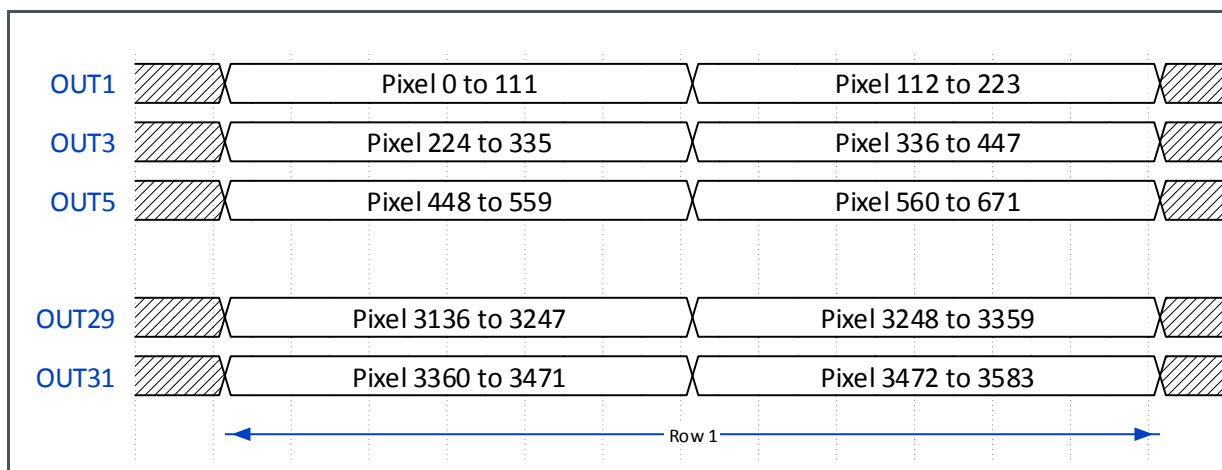 OUT1 Pixel 0 to 111 Pixel 112 to 223
OUT3 Pixel 224 to 335 Pixel 336 to 447
OUT5 Pixel 448 to 559 Pixel 560 to 671
OUT29 Pixel 3136 to 3247 Pixel 3248 to 3359
OUT31 Pixel 3360 to 3471 Pixel 3472 to 3583
Row 1